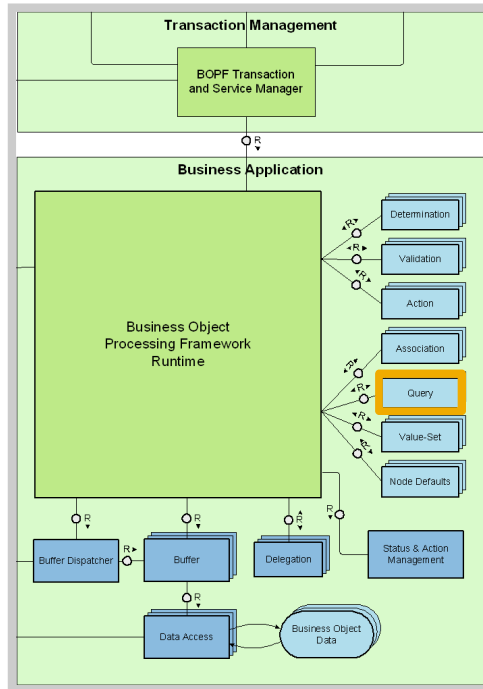 Transaction Management
BOPF Transaction
and Service Manager
R
Business Application
Business Object
Processing Framework
Runtime
R
Determination
R
Validation
R
Action
Association
R
R
Query
R
Value-Set
R
Node Defaults
R
R
R
R
Buffer Dispatcher
R
Buffer
Delegation
Status & Action
Management
R
Data Access
Business Object
Data